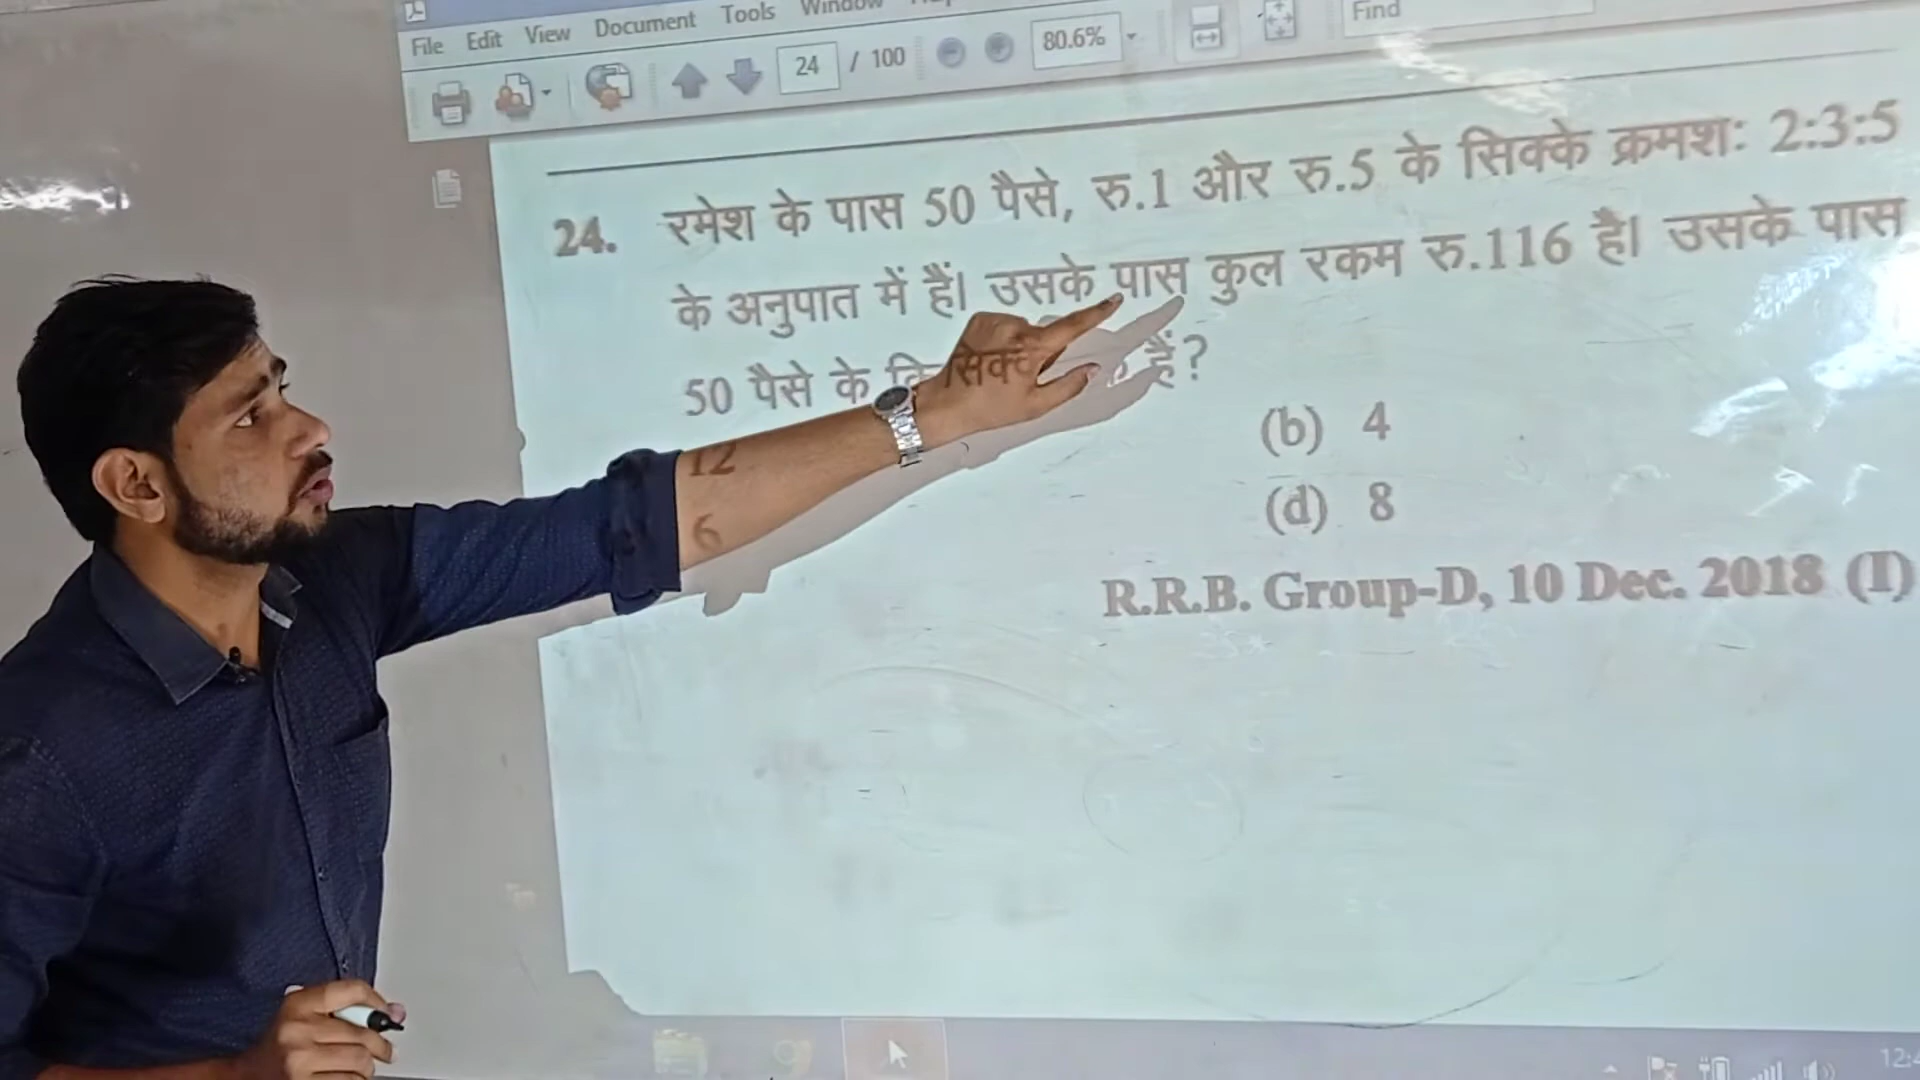 File Edit View Document Tools Window
24 / 100 80.6% Find
24. रमेश के पास 50 पैसे, रु.1 और रु.5 के सिक्के क्रमशः 2:3:5
के अनुपात में हैं। उसके पास कुल रकम रु.116 है। उसके पास
50 पैसे के सिक्के हैं?
12 (b) 4
6 (d) 8
R.R.B. Group-D, 10 Dec. 2018 (I)